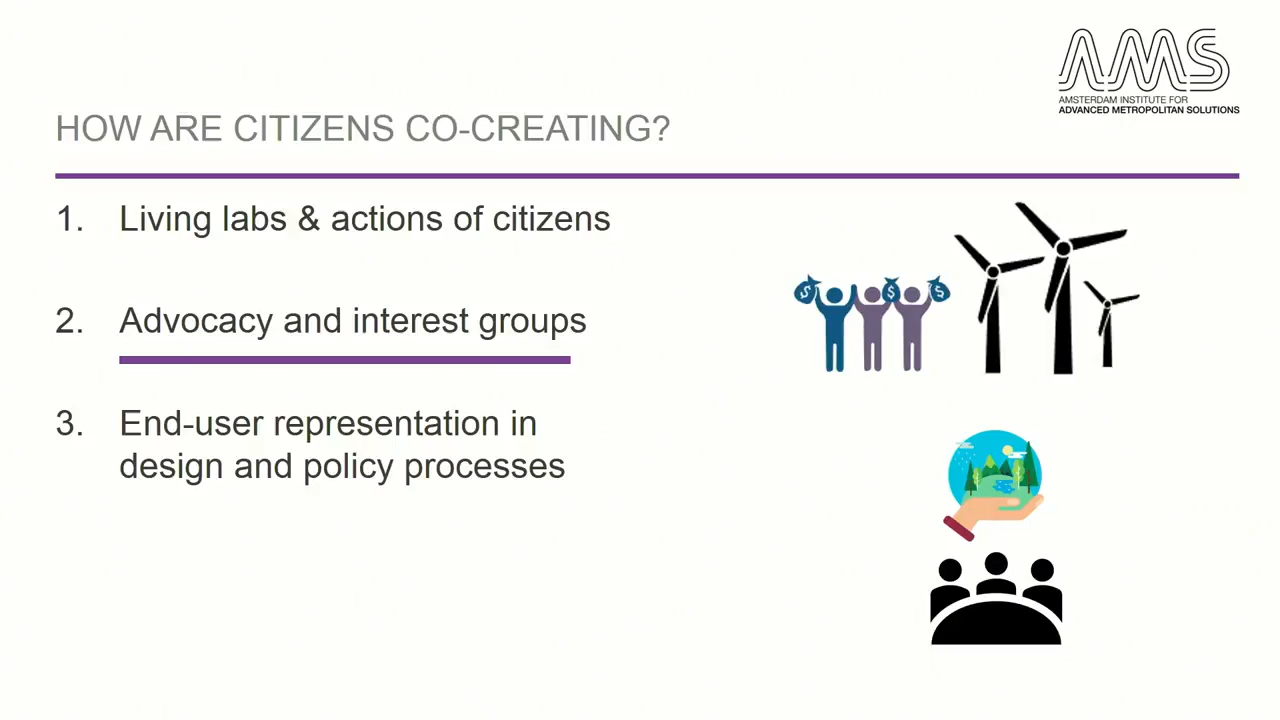 AMS
AMSTERDAM INSTITUTE FOR
ADVANCED METROPOLITAN SOLUTIONS
HOW ARE CITIZENS CO-CREATING?
1. Living labs & actions of citizens
2. Advocacy and interest groups
3. End-user representation in
design and policy processes
$ $ $